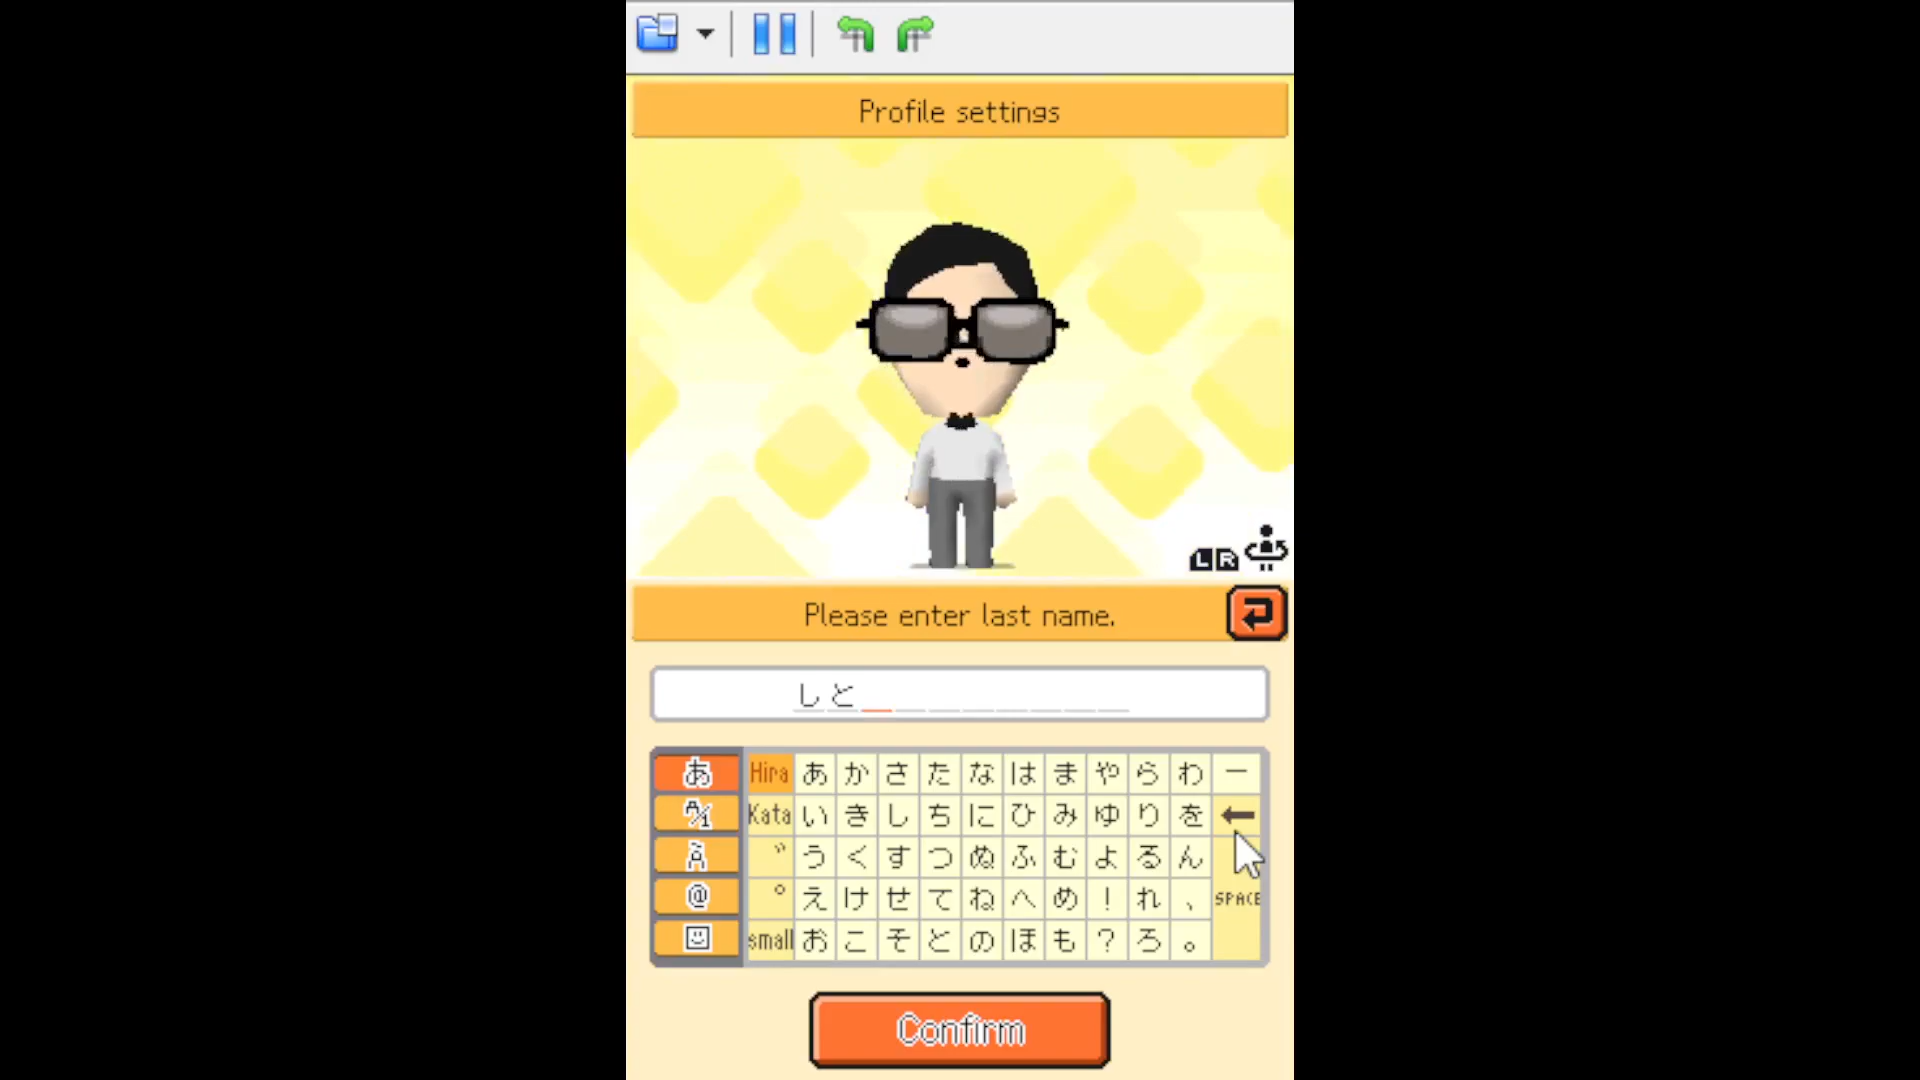 Profile settings
L R
Please enter last name.
しと
あ Hira あ か さ た な は ま や ら わ ー
A/1 Kata い き し ち に ひ み ゆ り を ←
Ã ゛ う く す つ ぬ ふ む よ る ん
@ ゜ え け せ て ね へ め ! れ 、 SPACE
small お こ そ と の ほ も ? ろ 。
Confirm